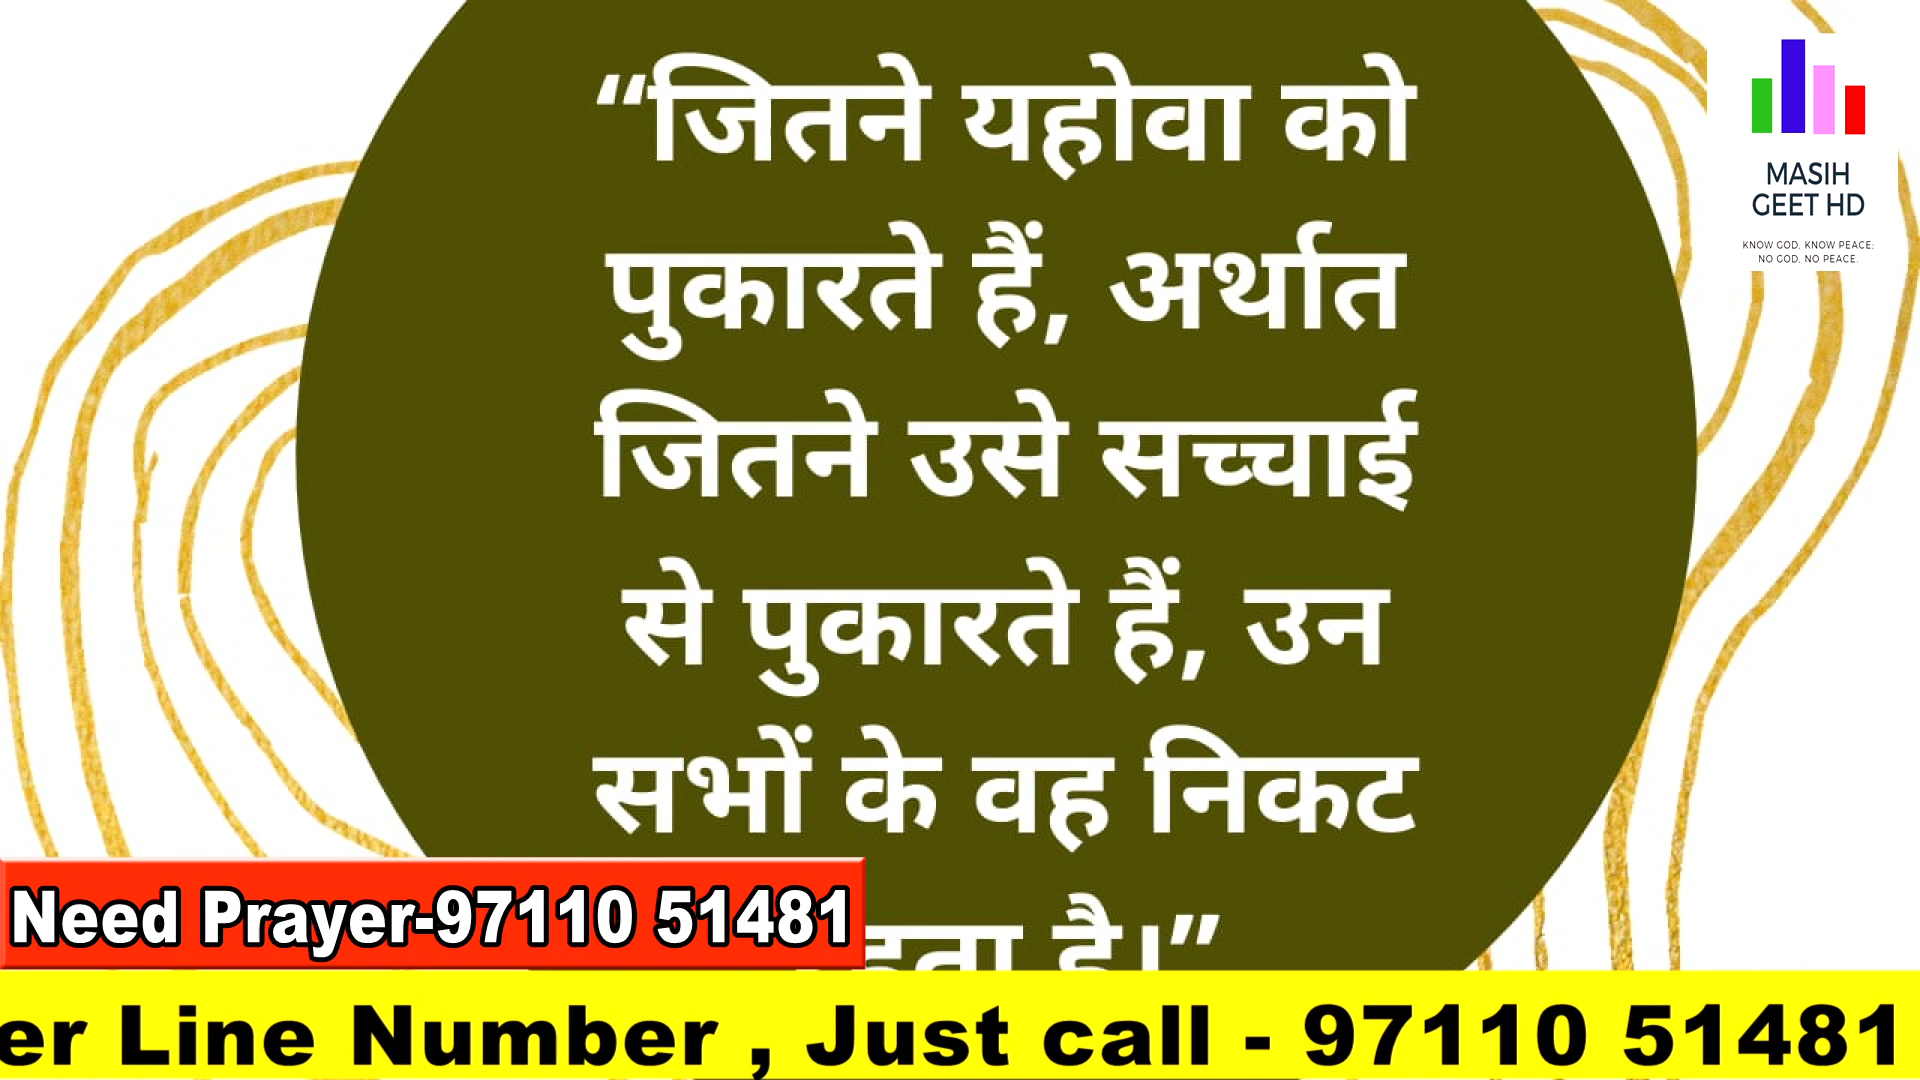 “जितने यहोवा को
पुकारते हैं, अर्थात
जितने उसे सच्चाई
से पुकारते हैं, उन
सभों के वह निकट
है।”
MASIH
GEET HD
KNOW GOD, KNOW PEACE;
NO GOD, NO PEACE.
Need Prayer-97110 51481
er Line Number , Just call - 97110 51481